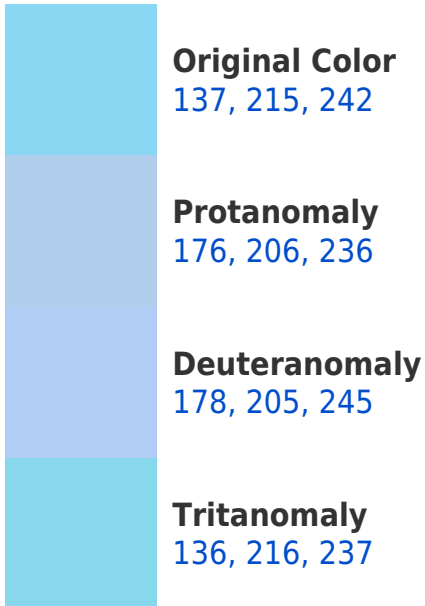 Original Color
137, 215, 242
Protanomaly
176, 206, 236
Deuteranomaly
178, 205, 245
Tritanomaly
136, 216, 237